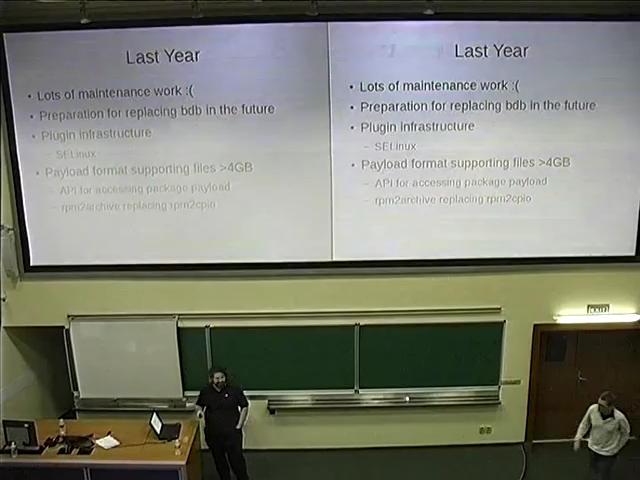 Last Year
• Lots of maintenance work :(
• Preparation for replacing bdb in the future
• Plugin infrastructure
– SELinux
• Payload format supporting files >4GB
– API for accessing package payload
– rpm2archive replacing rpm2cpio
Last Year
• Lots of maintenance work :(
• Preparation for replacing bdb in the future
• Plugin infrastructure
– SELinux
• Payload format supporting files >4GB
– API for accessing package payload
– rpm2archive replacing rpm2cpio